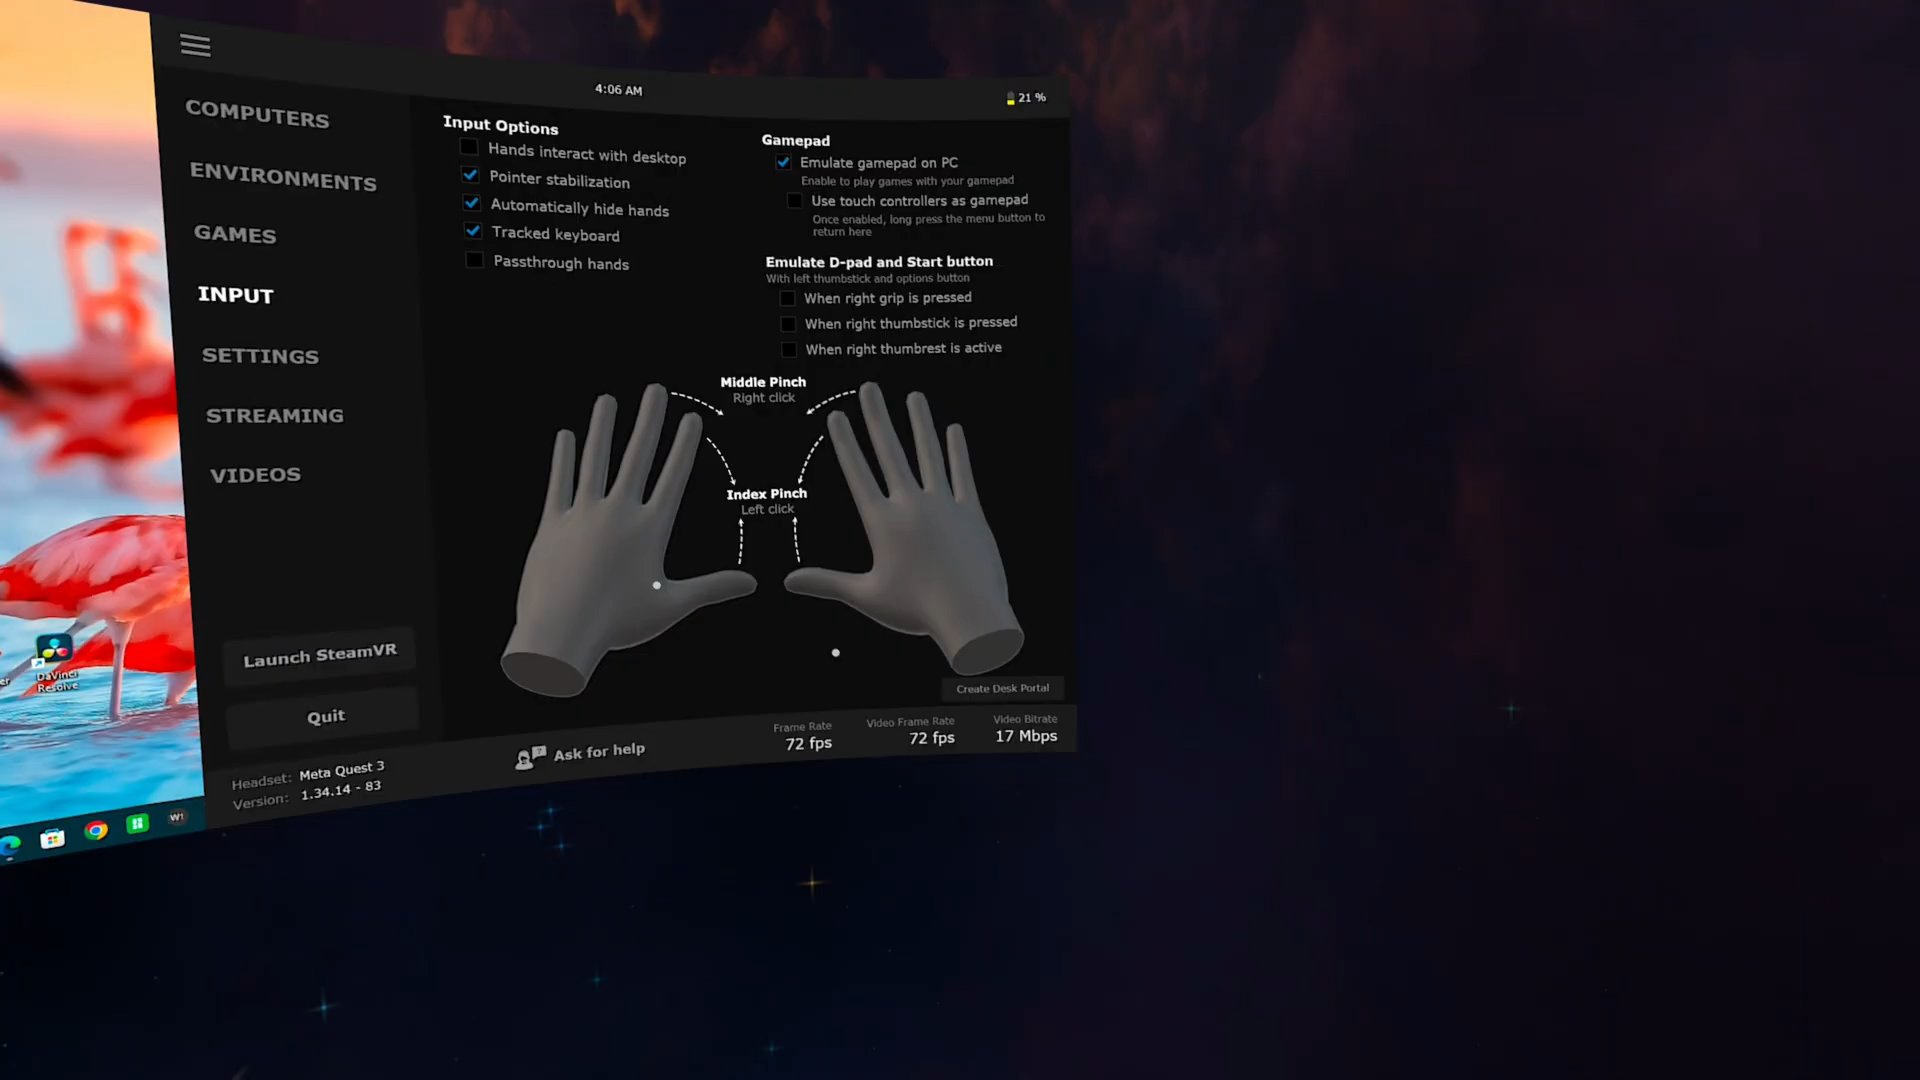 4:06 AM
21 %
COMPUTERS
ENVIRONMENTS
GAMES
INPUT
SETTINGS
STREAMING
VIDEOS
Launch SteamVR
Quit
Headset: Meta Quest 3
Version: 1.34.14 - 83
Input Options
Hands interact with desktop
Pointer stabilization
Automatically hide hands
Tracked keyboard
Passthrough hands
Gamepad
Emulate gamepad on PC
Enable to play games with your gamepad
Use touch controllers as gamepad
Once enabled, long press the menu button to
return here
Emulate D-pad and Start button
With left thumbstick and options button
When right grip is pressed
When right thumbstick is pressed
When right thumbrest is active
Middle Pinch
Right click
Index Pinch
Left click
Create Desk Portal
Ask for help
Frame Rate
72 fps
Video Frame Rate
72 fps
Video Bitrate
17 Mbps
DaVinci
Resolve
er